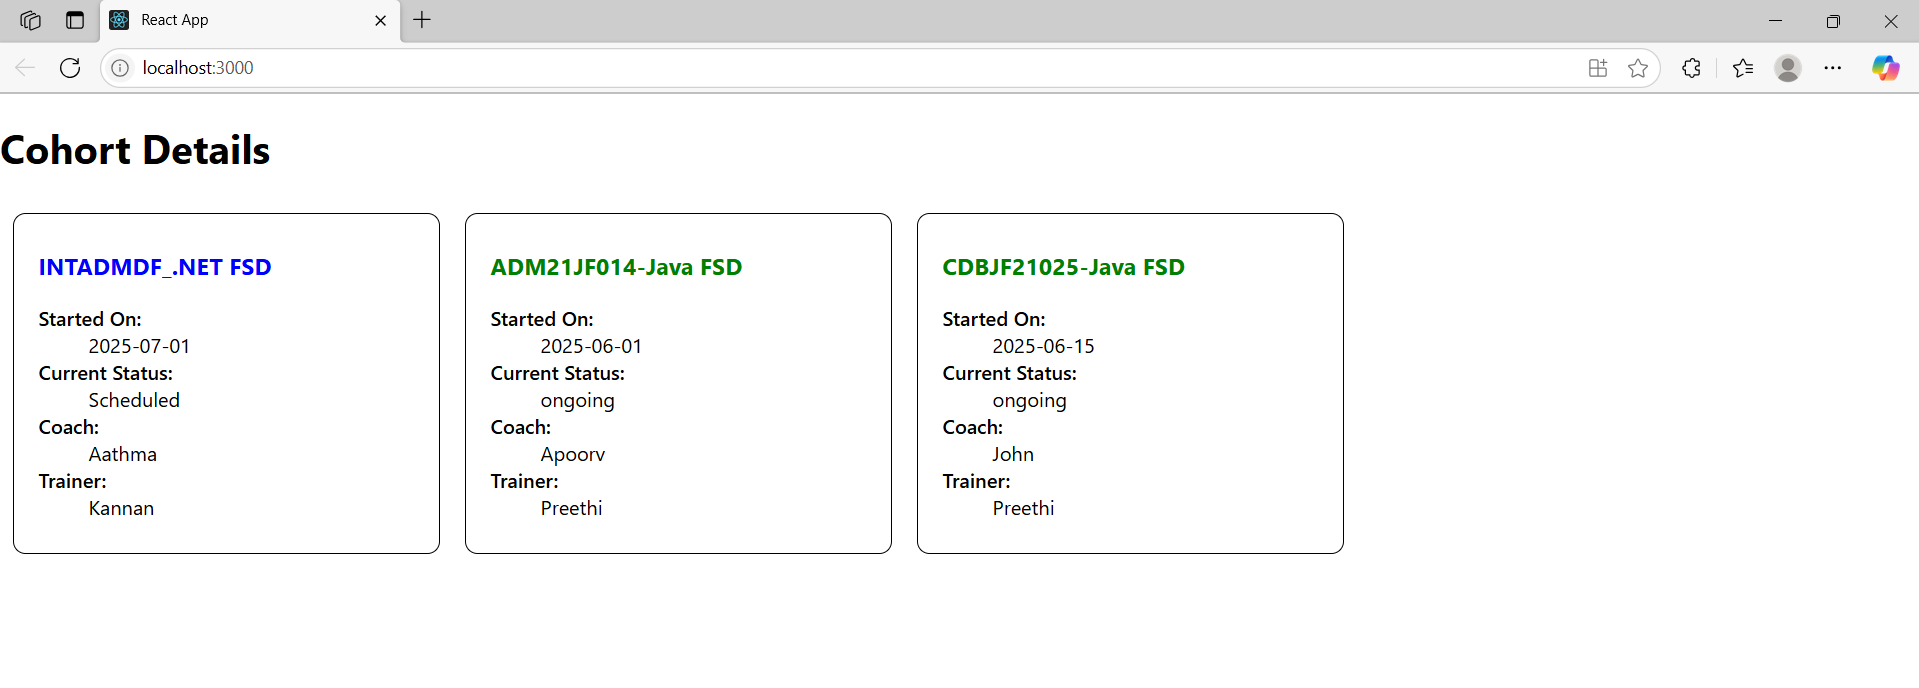 React App
localhost:3000
Cohort Details
INTADMDF_.NET FSD
Started On:
2025-07-01
Current Status:
Scheduled
Coach:
Aathma
Trainer:
Kannan
ADM21JF014-Java FSD
Started On:
2025-06-01
Current Status:
ongoing
Coach:
Apoorv
Trainer:
Preethi
CDBJF21025-Java FSD
Started On:
2025-06-15
Current Status:
ongoing
Coach:
John
Trainer:
Preethi